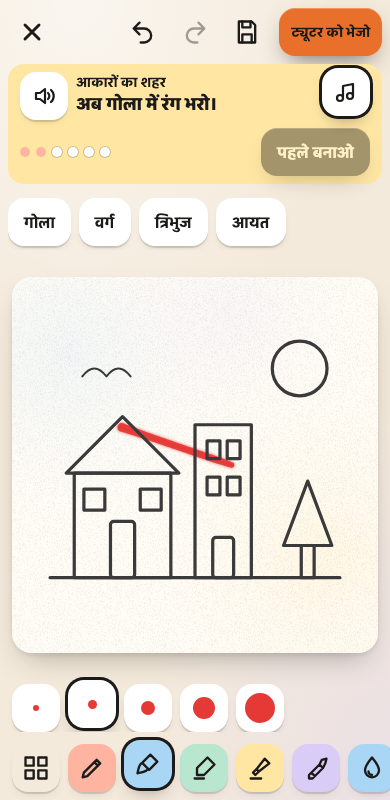 ट्यूटर को भेजो
आकारों का शहर
अब गोला में रंग भरो।
पहले बनाओ
गोला
वर्ग
त्रिभुज
आयत